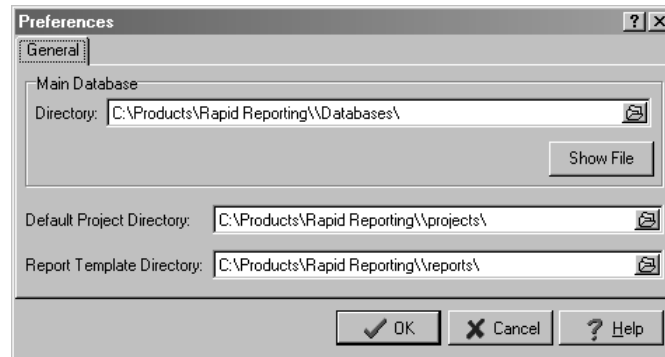 Preferences
General
Main Database
Directory: C:\Products\Rapid Reporting\\Databases\
Show File
Default Project Directory: C:\Products\Rapid Reporting\\projects\
Report Template Directory: C:\Products\Rapid Reporting\\reports\
OK Cancel Help